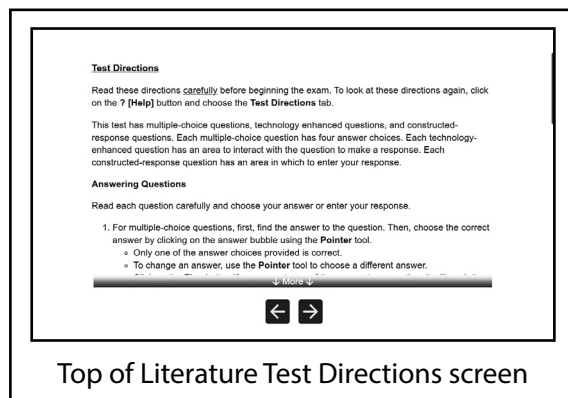 Test Directions
Read these directions carefully before beginning the exam. To look at these directions again, click
on the ? [Help] button and choose the Test Directions tab.
This test has multiple-choice questions, technology enhanced questions, and constructed-
response questions. Each multiple-choice question has four answer choices. Each technology-
enhanced question has an area to interact with the question to make a response. Each
constructed-response question has an area in which to enter your response.
Answering Questions
Read each question carefully and choose your answer or enter your response.
1. For multiple-choice questions, first, find the answer to the question. Then, choose the correct
answer by clicking on the answer bubble using the Pointer tool.
○ Only one of the answer choices provided is correct.
○ To change an answer, use the Pointer tool to choose a different answer.
↓ More ↓
← →
Top of Literature Test Directions screen